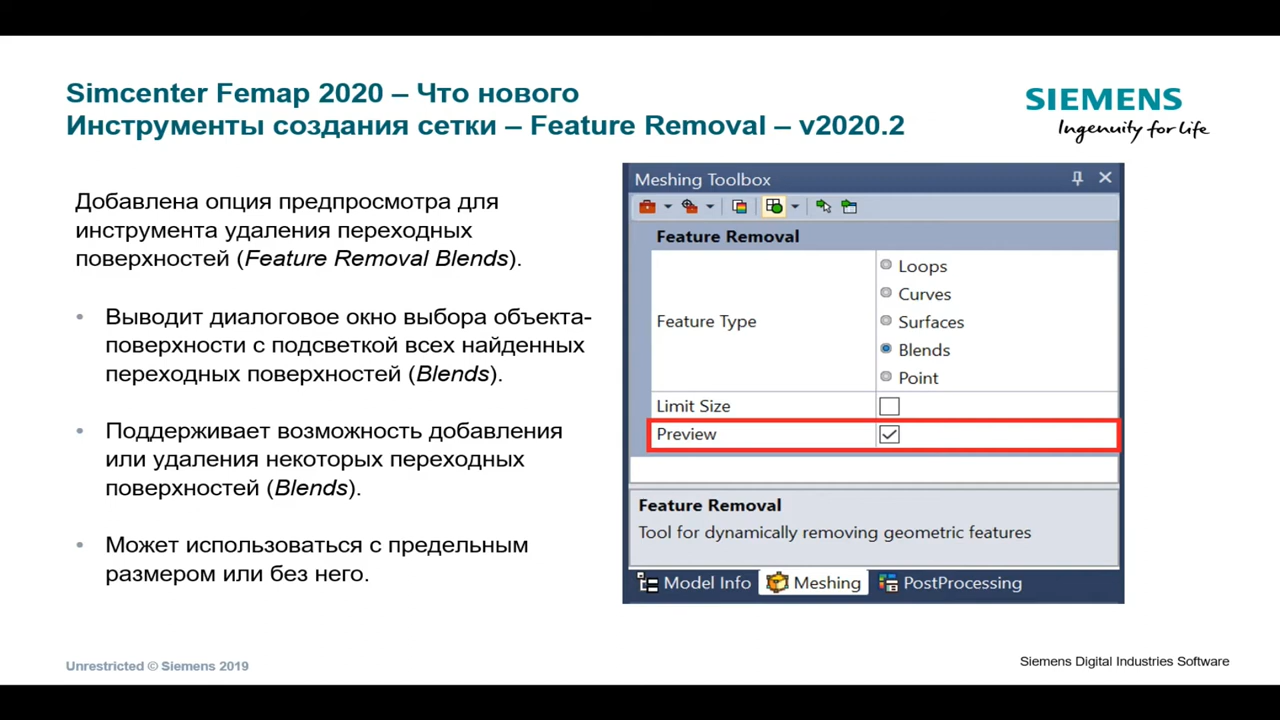 Simcenter Femap 2020 – Что нового
Инструменты создания сетки – Feature Removal – v2020.2
SIEMENS
Ingenuity for life
Добавлена опция предпросмотра для
инструмента удаления переходных
поверхностей (Feature Removal Blends).
• Выводит диалоговое окно выбора объекта-
поверхности с подсветкой всех найденных
переходных поверхностей (Blends).
• Поддерживает возможность добавления
или удаления некоторых переходных
поверхностей (Blends).
• Может использоваться с предельным
размером или без него.
Meshing Toolbox
Feature Removal
Feature Type
Loops
Curves
Surfaces
Blends
Point
Limit Size
Preview
Feature Removal
Tool for dynamically removing geometric features
Model Info
Meshing
PostProcessing
Unrestricted © Siemens 2019
Siemens Digital Industries Software